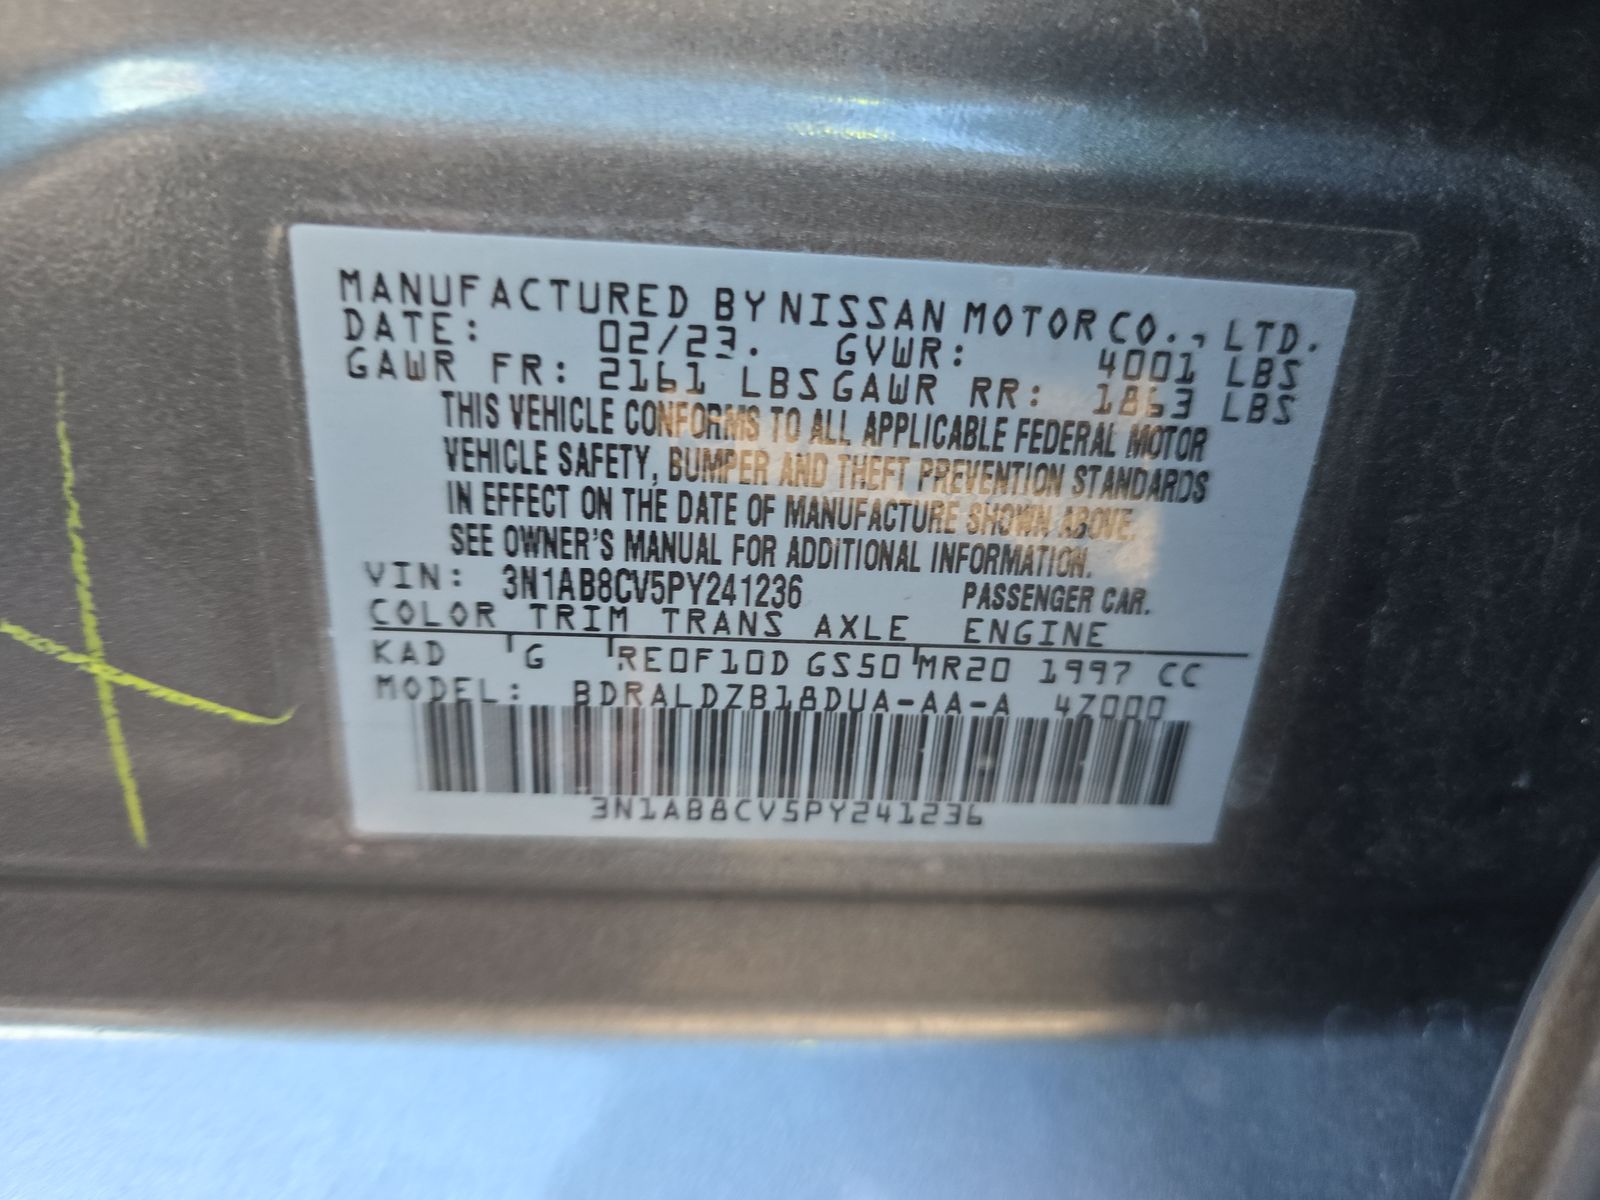 MANUFACTURED BY NISSAN MOTOR CO., LTD.
DATE: 02/23. GVWR: 4001 LBS
GAWR FR: 2161 LBS GAWR RR: 1863 LBS
THIS VEHICLE CONFORMS TO ALL APPLICABLE FEDERAL MOTOR
VEHICLE SAFETY, BUMPER AND THEFT PREVENTION STANDARDS
IN EFFECT ON THE DATE OF MANUFACTURE SHOWN ABOVE.
SEE OWNER'S MANUAL FOR ADDITIONAL INFORMATION.
VIN: 3N1AB8CV5PY241236 PASSENGER CAR.
COLOR TRIM TRANS AXLE ENGINE
KAD G RE0F10D GS50 MR20 1997 CC
MODEL: BDRALDZB18DUA-AA-A 4Z000
3N1AB8CV5PY241236